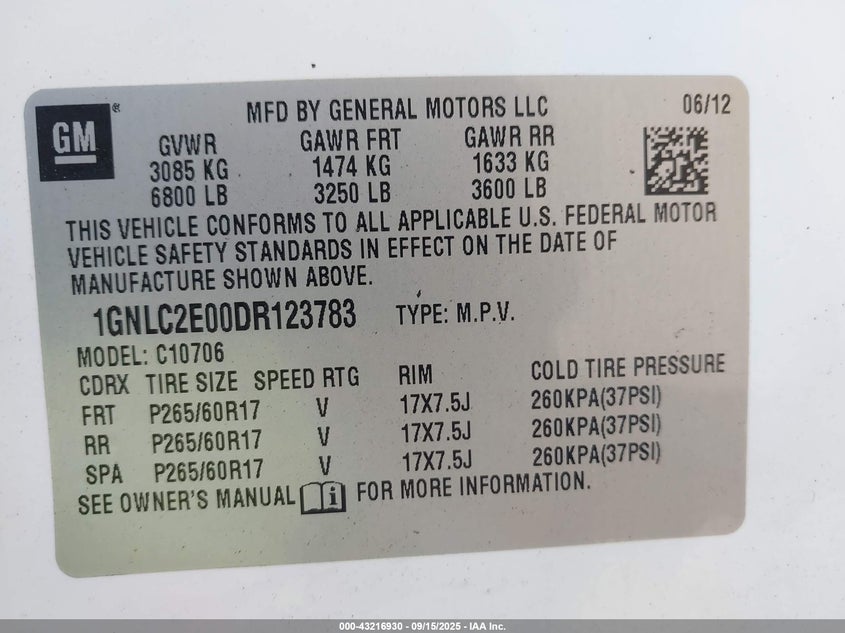 GM ®
MFD BY GENERAL MOTORS LLC 06/12
GVWR GAWR FRT GAWR RR
3085 KG 1474 KG 1633 KG
6800 LB 3250 LB 3600 LB
THIS VEHICLE CONFORMS TO ALL APPLICABLE U.S. FEDERAL MOTOR
VEHICLE SAFETY STANDARDS IN EFFECT ON THE DATE OF
MANUFACTURE SHOWN ABOVE.
1GNLC2E00DR123783 TYPE: M.P.V.
MODEL: C10706
CDRX TIRE SIZE SPEED RTG RIM COLD TIRE PRESSURE
FRT P265/60R17 V 17X7.5J 260KPA(37PSI)
RR P265/60R17 V 17X7.5J 260KPA(37PSI)
SPA P265/60R17 V 17X7.5J 260KPA(37PSI)
SEE OWNER'S MANUAL i FOR MORE INFORMATION.
000-43216930 - 09/15/2025 - IAA Inc.